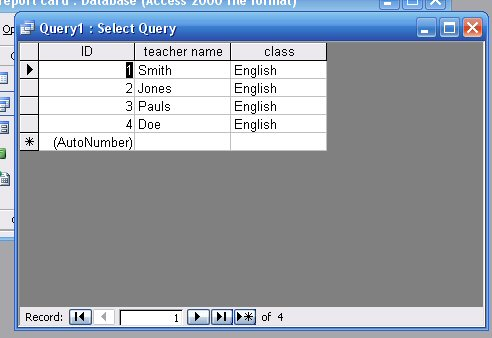 report card : Database (Access 2000 file format)
Query1 : Select Query
ID teacher name class
1 Smith English
2 Jones English
3 Pauls English
4 Doe English
(AutoNumber)
Record: 1 of 4